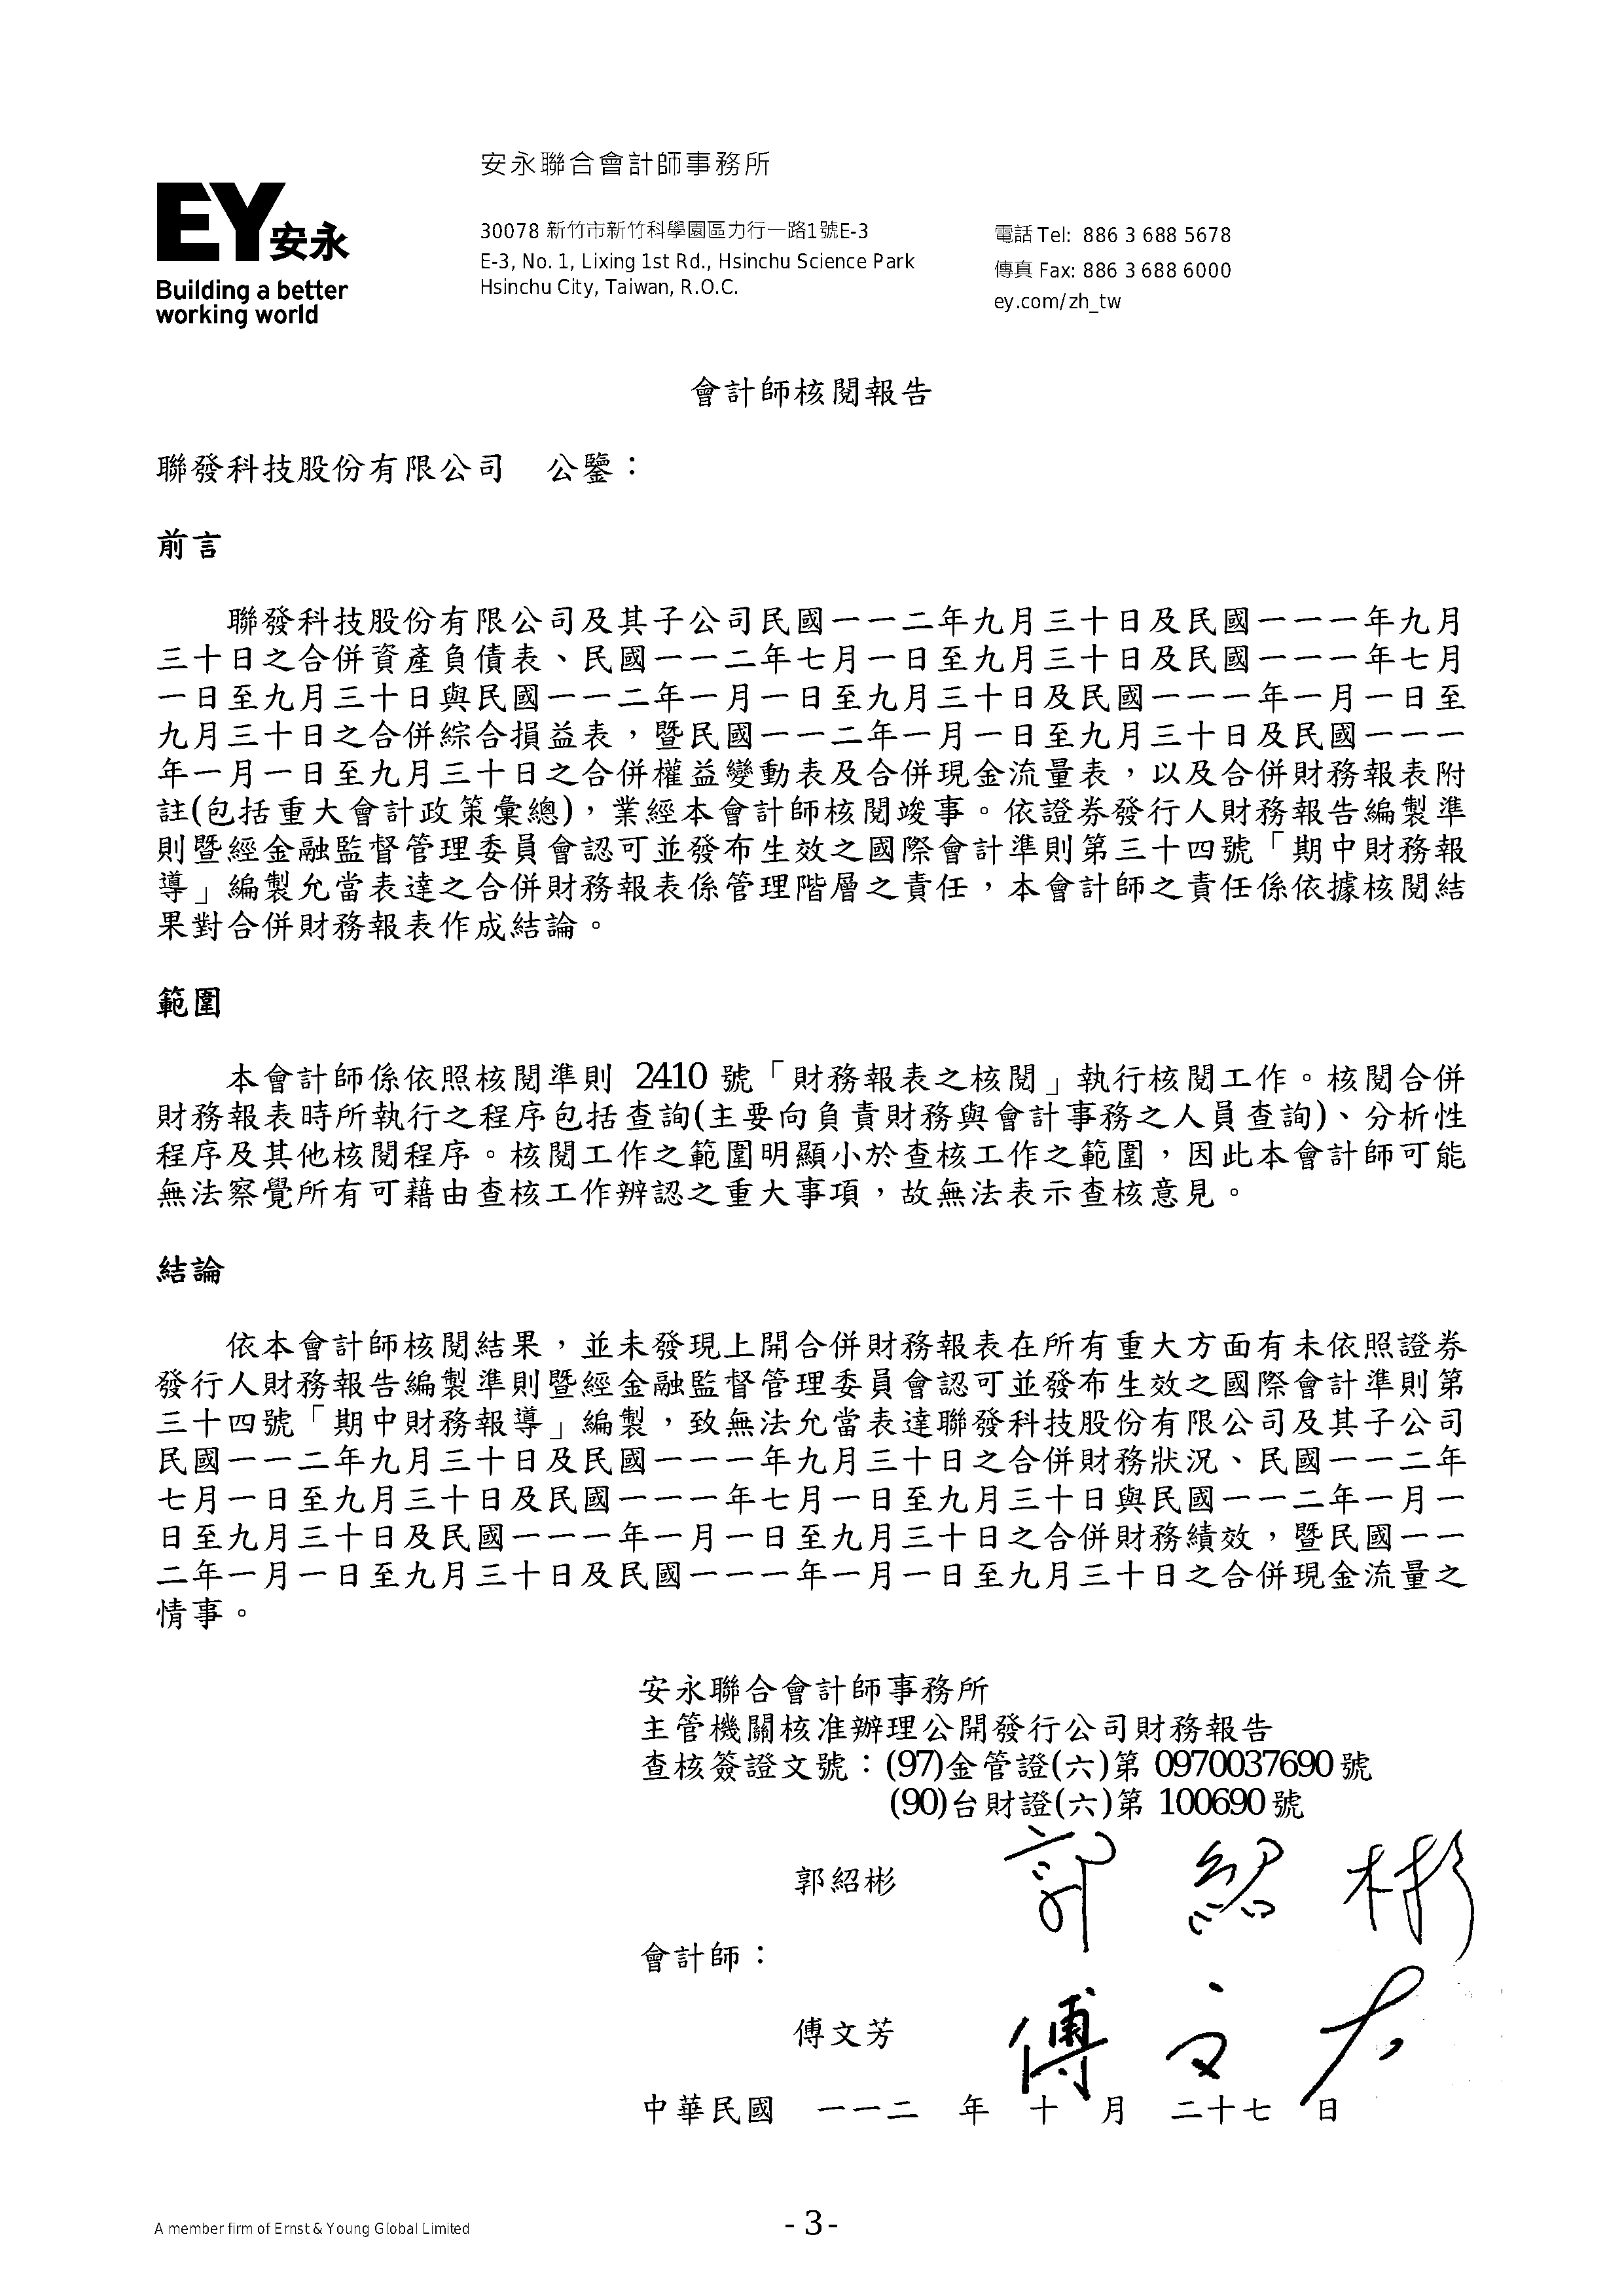 安永聯合會計師事務所
EY安永
Building a better
working world
30078 新竹市新竹科學園區力行一路1號E-3
E-3, No. 1, Lixing 1st Rd., Hsinchu Science Park
Hsinchu City, Taiwan, R.O.C.
電話 Tel: 886 3 688 5678
傳真 Fax: 886 3 688 6000
ey.com/zh_tw
會計師核閱報告
聯發科技股份有限公司 公鑒：
前言
聯發科技股份有限公司及其子公司民國一一二年九月三十日及民國一一一年九月
三十日之合併資產負債表、民國一一二年七月一日至九月三十日及民國一一一年七月
一日至九月三十日與民國一一二年一月一日至九月三十日及民國一一一年一月一日至
九月三十日之合併綜合損益表，暨民國一一二年一月一日至九月三十日及民國一一一
年一月一日至九月三十日之合併權益變動表及合併現金流量表，以及合併財務報表附
註(包括重大會計政策彙總)，業經本會計師核閱竣事。依證券發行人財務報告編製準
則暨經金融監督管理委員會認可並發布生效之國際會計準則第三十四號「期中財務報
導」編製允當表達之合併財務報表係管理階層之責任，本會計師之責任係依據核閱結
果對合併財務報表作成結論。
範圍
本會計師係依照核閱準則 2410 號「財務報表之核閱」執行核閱工作。核閱合併
財務報表時所執行之程序包括查詢(主要向負責財務與會計事務之人員查詢)、分析性
程序及其他核閱程序。核閱工作之範圍明顯小於查核工作之範圍，因此本會計師可能
無法察覺所有可藉由查核工作辨認之重大事項，故無法表示查核意見。
結論
依本會計師核閱結果，並未發現上開合併財務報表在所有重大方面有未依照證券
發行人財務報告編製準則暨經金融監督管理委員會認可並發布生效之國際會計準則第
三十四號「期中財務報導」編製，致無法允當表達聯發科技股份有限公司及其子公司
民國一一二年九月三十日及民國一一一年九月三十日之合併財務狀況、民國一一二年
七月一日至九月三十日及民國一一一年七月一日至九月三十日與民國一一二年一月一
日至九月三十日及民國一一一年一月一日至九月三十日之合併財務績效，暨民國一一
二年一月一日至九月三十日及民國一一一年一月一日至九月三十日之合併現金流量之
情事。
安永聯合會計師事務所
主管機關核准辦理公開發行公司財務報告
查核簽證文號：(97)金管證(六)第 0970037690 號
(90)台財證(六)第 100690 號
郭紹彬 郭紹彬
會計師：
傅文芳 傅文芳
中華民國 一一二 年 十 月 二十七 日
A member firm of Ernst & Young Global Limited
- 3 -